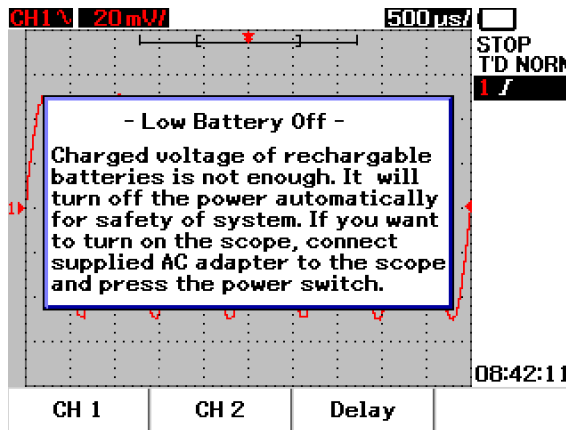 CH1 20mV/ 500µs/
STOP
T'D NORM
1
- Low Battery Off -
Charged voltage of rechargable
batteries is not enough. It will
turn off the power automatically
for safety of system. If you want
to turn on the scope, connect
supplied AC adapter to the scope
and press the power switch.
1
08:42:11
CH 1 CH 2 Delay